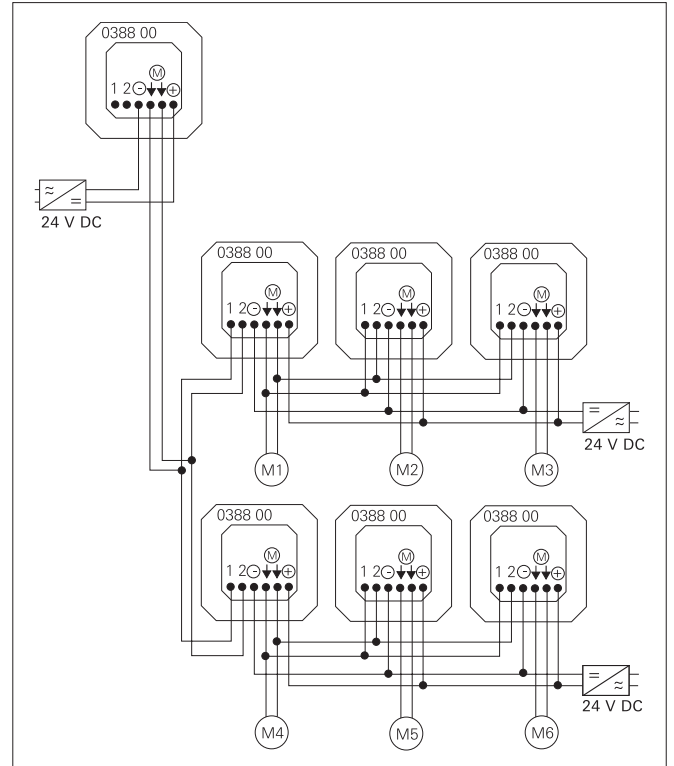 0388 00
M
1 2 - +
≈ =
24 V DC
0388 00 0388 00 0388 00
M M M
1 2 - + 1 2 - + 1 2 - +
= ≈
24 V DC
M1 M2 M3
0388 00 0388 00 0388 00
M M M
1 2 - + 1 2 - + 1 2 - +
= ≈
24 V DC
M4 M5 M6